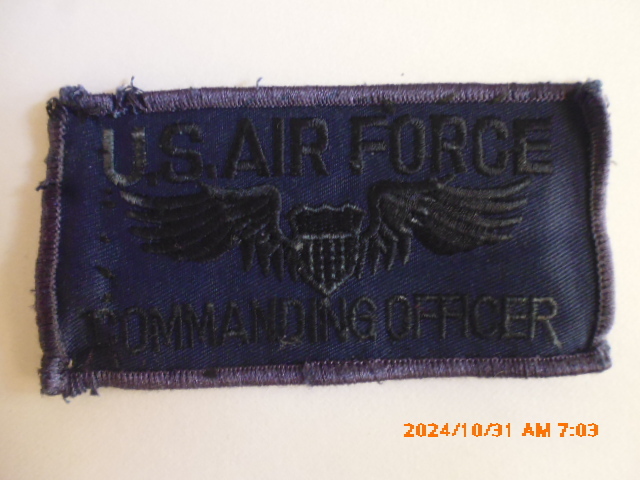 U.S. AIR FORCE
COMMANDING OFFICER
2024/10/31 AM 7:03